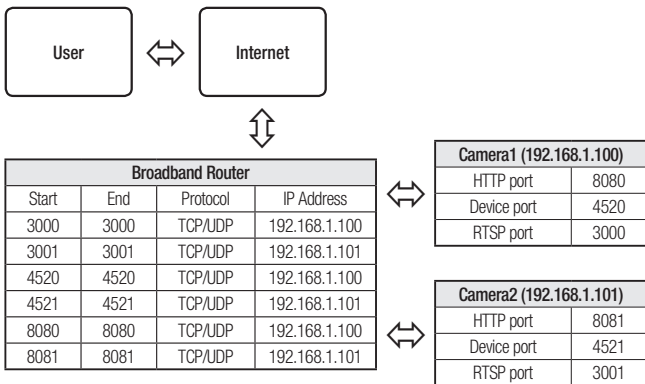 User
Internet
Broadband Router
Start End Protocol IP Address
3000 3000 TCP/UDP 192.168.1.100
3001 3001 TCP/UDP 192.168.1.101
4520 4520 TCP/UDP 192.168.1.100
4521 4521 TCP/UDP 192.168.1.101
8080 8080 TCP/UDP 192.168.1.100
8081 8081 TCP/UDP 192.168.1.101
Camera1 (192.168.1.100)
HTTP port 8080
Device port 4520
RTSP port 3000
Camera2 (192.168.1.101)
HTTP port 8081
Device port 4521
RTSP port 3001